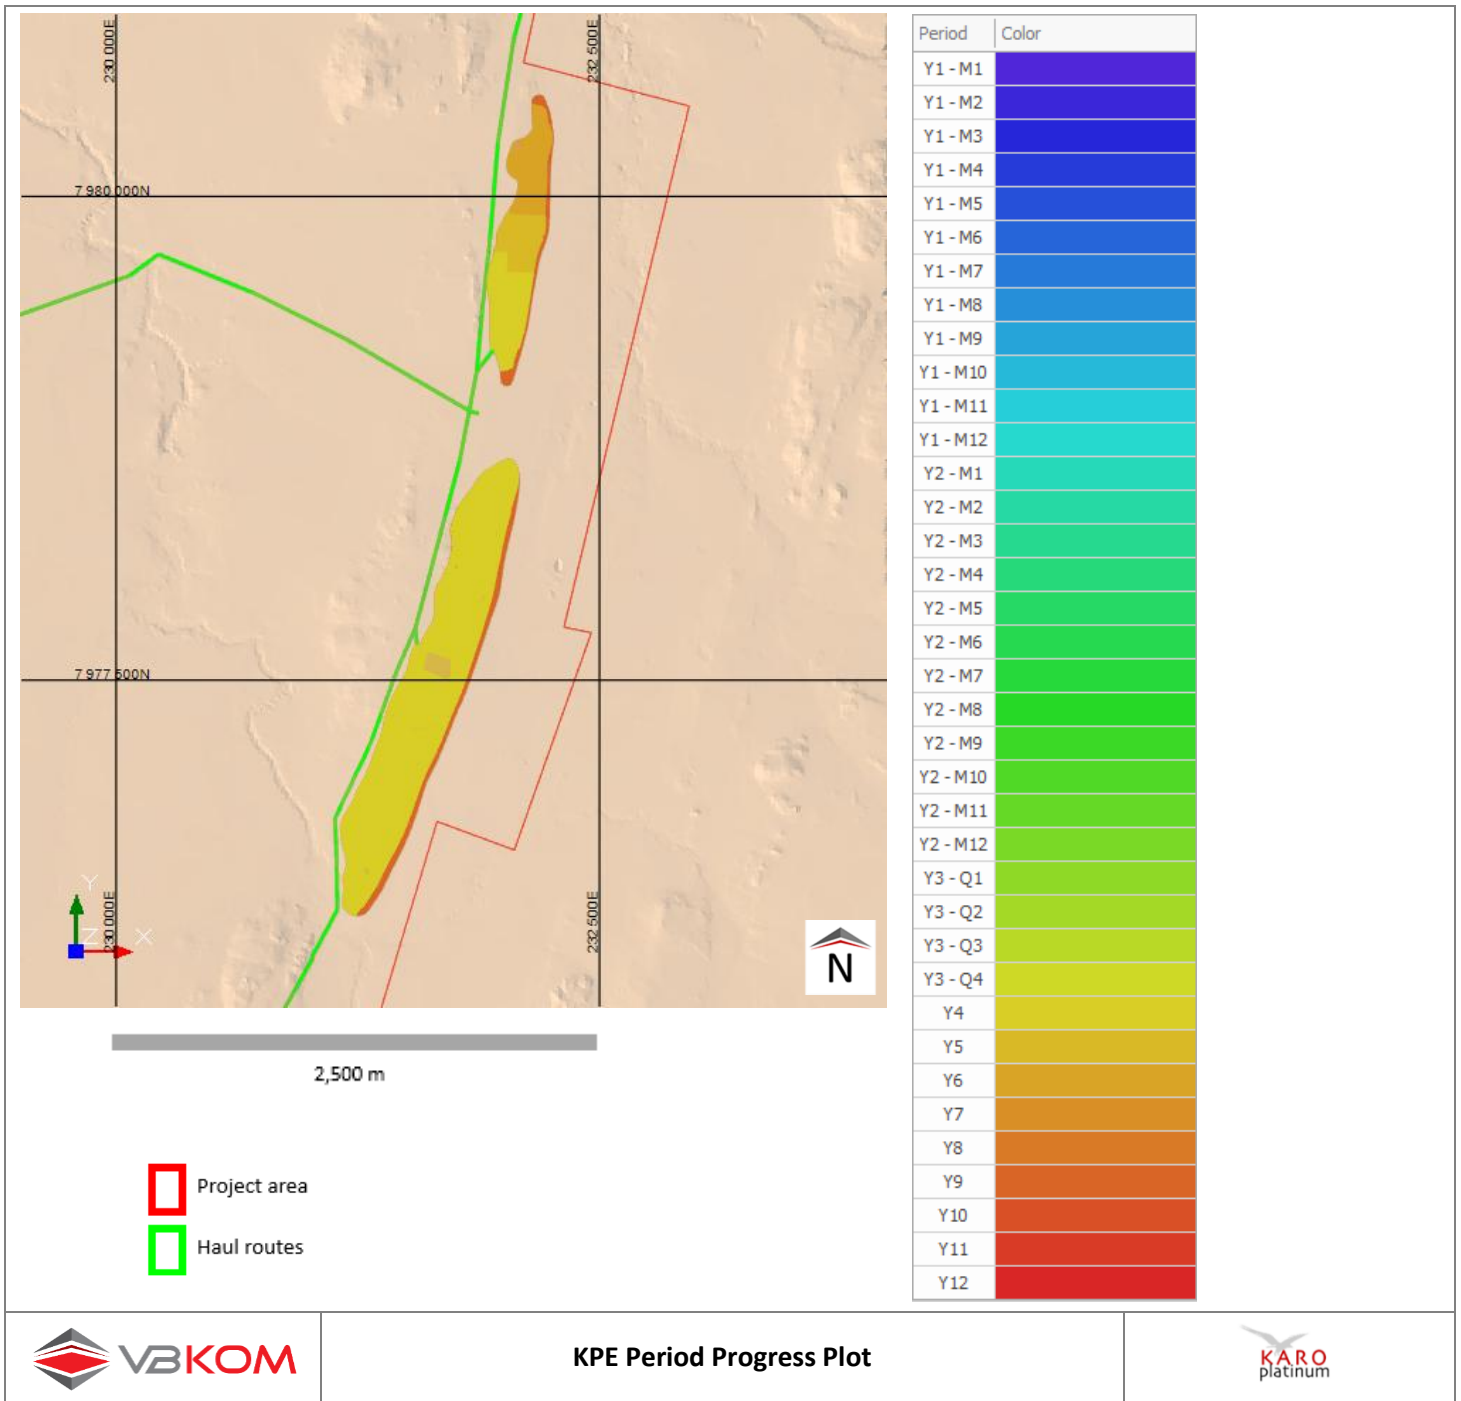 230 000E
232 500E
7 980 000N
7 977 500N
230 000E
232 500E
Y
Z
X
N
2,500 m
Project area
Haul routes
Period Color
Y1 - M1
Y1 - M2
Y1 - M3
Y1 - M4
Y1 - M5
Y1 - M6
Y1 - M7
Y1 - M8
Y1 - M9
Y1 - M10
Y1 - M11
Y1 - M12
Y2 - M1
Y2 - M2
Y2 - M3
Y2 - M4
Y2 - M5
Y2 - M6
Y2 - M7
Y2 - M8
Y2 - M9
Y2 - M10
Y2 - M11
Y2 - M12
Y3 - Q1
Y3 - Q2
Y3 - Q3
Y3 - Q4
Y4
Y5
Y6
Y7
Y8
Y9
Y10
Y11
Y12
VBKOM
KPE Period Progress Plot
KARO
platinum